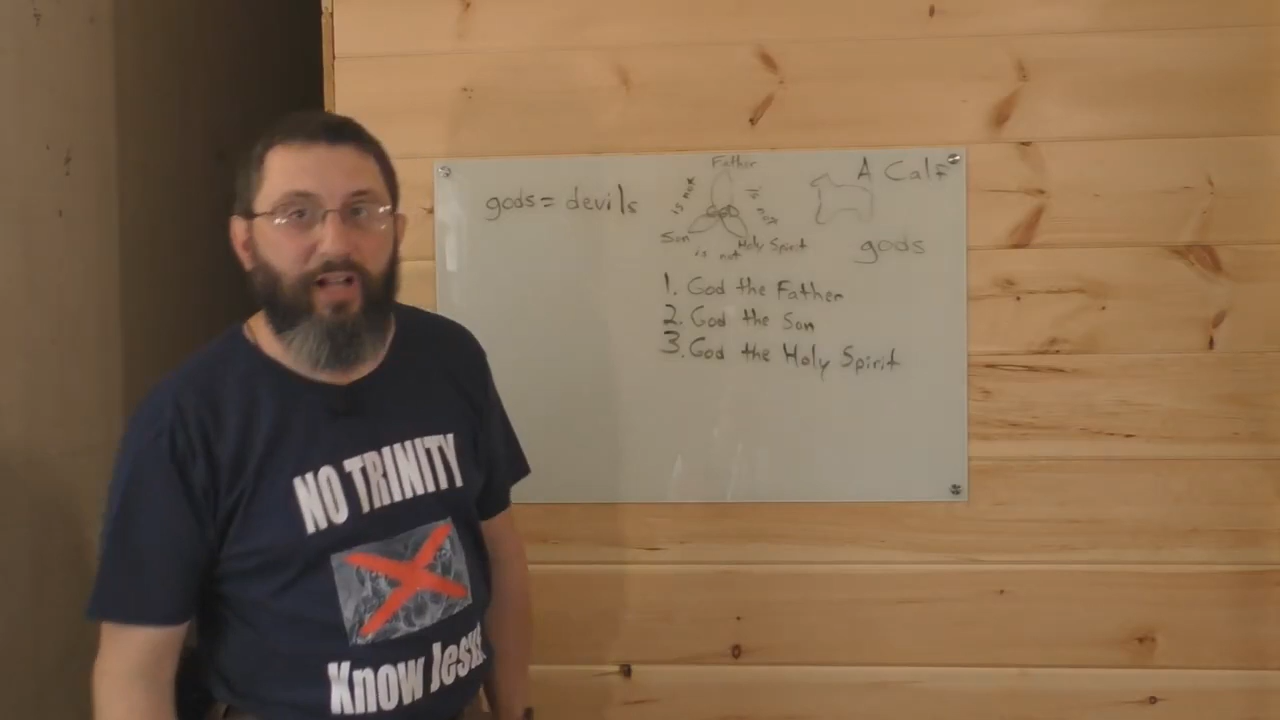 gods = devils
Father
is not
is not
Son
is not
Holy Spirit
A Calf
gods
1. God the Father
2. God the Son
3. God the Holy Spirit
NO TRINITY
Know Jesus